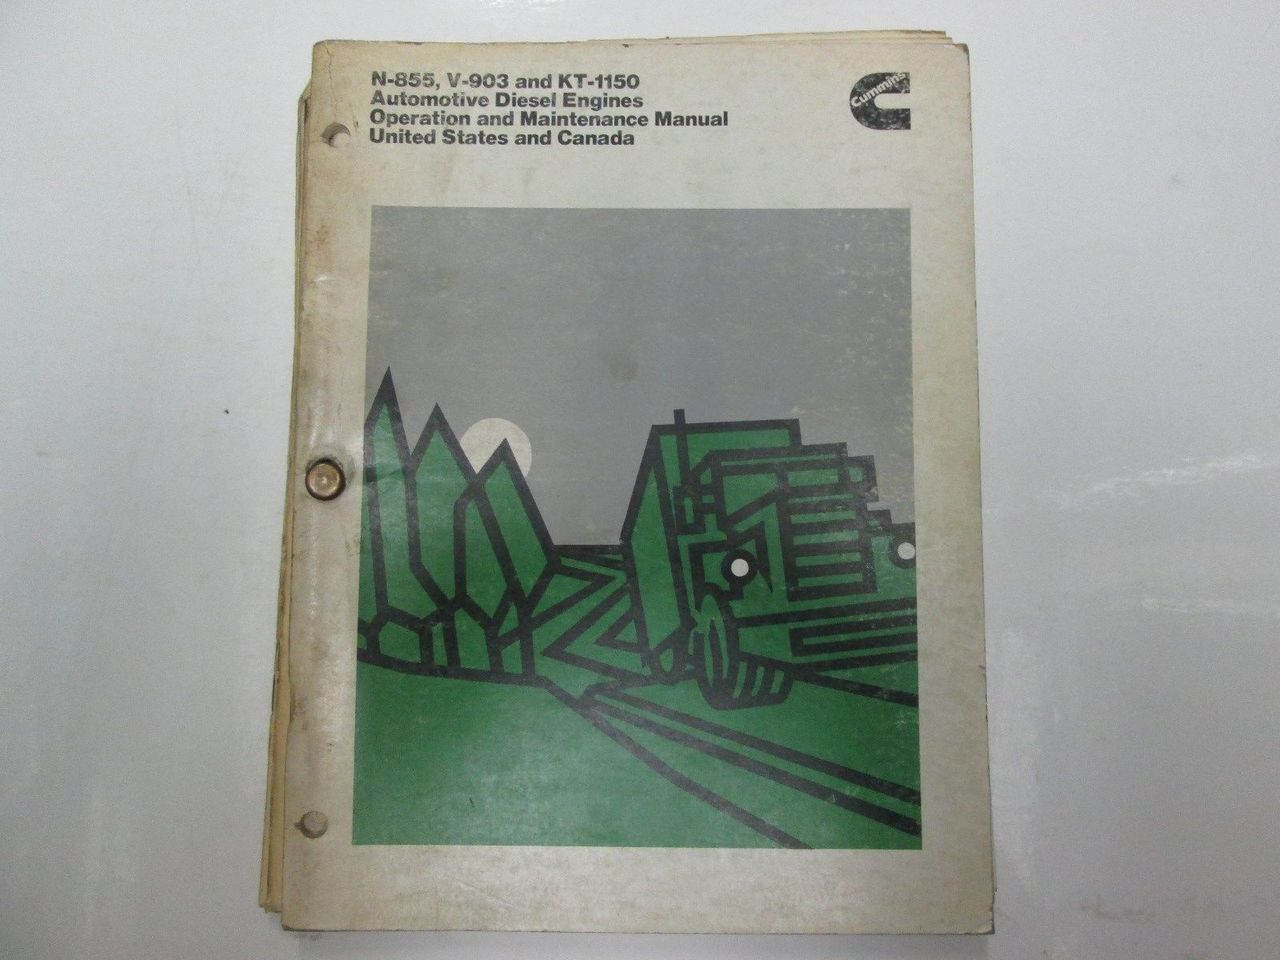 N-855, V-903 and KT-1150
Automotive Diesel Engines
Operation and Maintenance Manual
United States and Canada
Cummins